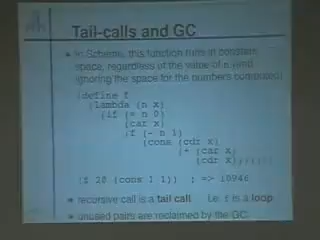 Tail-calls and GC
In Scheme, this function runs in constant
space, regardless of the value of n (and
ignoring the space for the numbers computed)
(define f
(lambda (n x)
(if (= n 0)
(car x)
(f (- n 1)
(cons (cdr x)
(+ (car x)
(cdr x)))))))
(f 20 (cons 1 1)) ; => 10946
recursive call is a tail call i.e. f is a loop
unused pairs are reclaimed by the GC